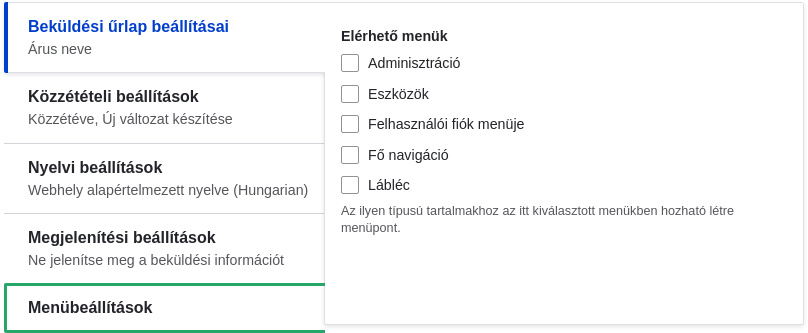 Beküldési űrlap beállításai
Árus neve
Közzétételi beállítások
Közzétéve, Új változat készítése
Nyelvi beállítások
Webhely alapértelmezett nyelve (Hungarian)
Megjelenítési beállítások
Ne jelenítse meg a beküldési információt
Menübeállítások
Elérhető menük
Adminisztráció
Eszközök
Felhasználói fiók menüje
Fő navigáció
Lábléc
Az ilyen típusú tartalmakhoz az itt kiválasztott menükben hozható létre
menüpont.